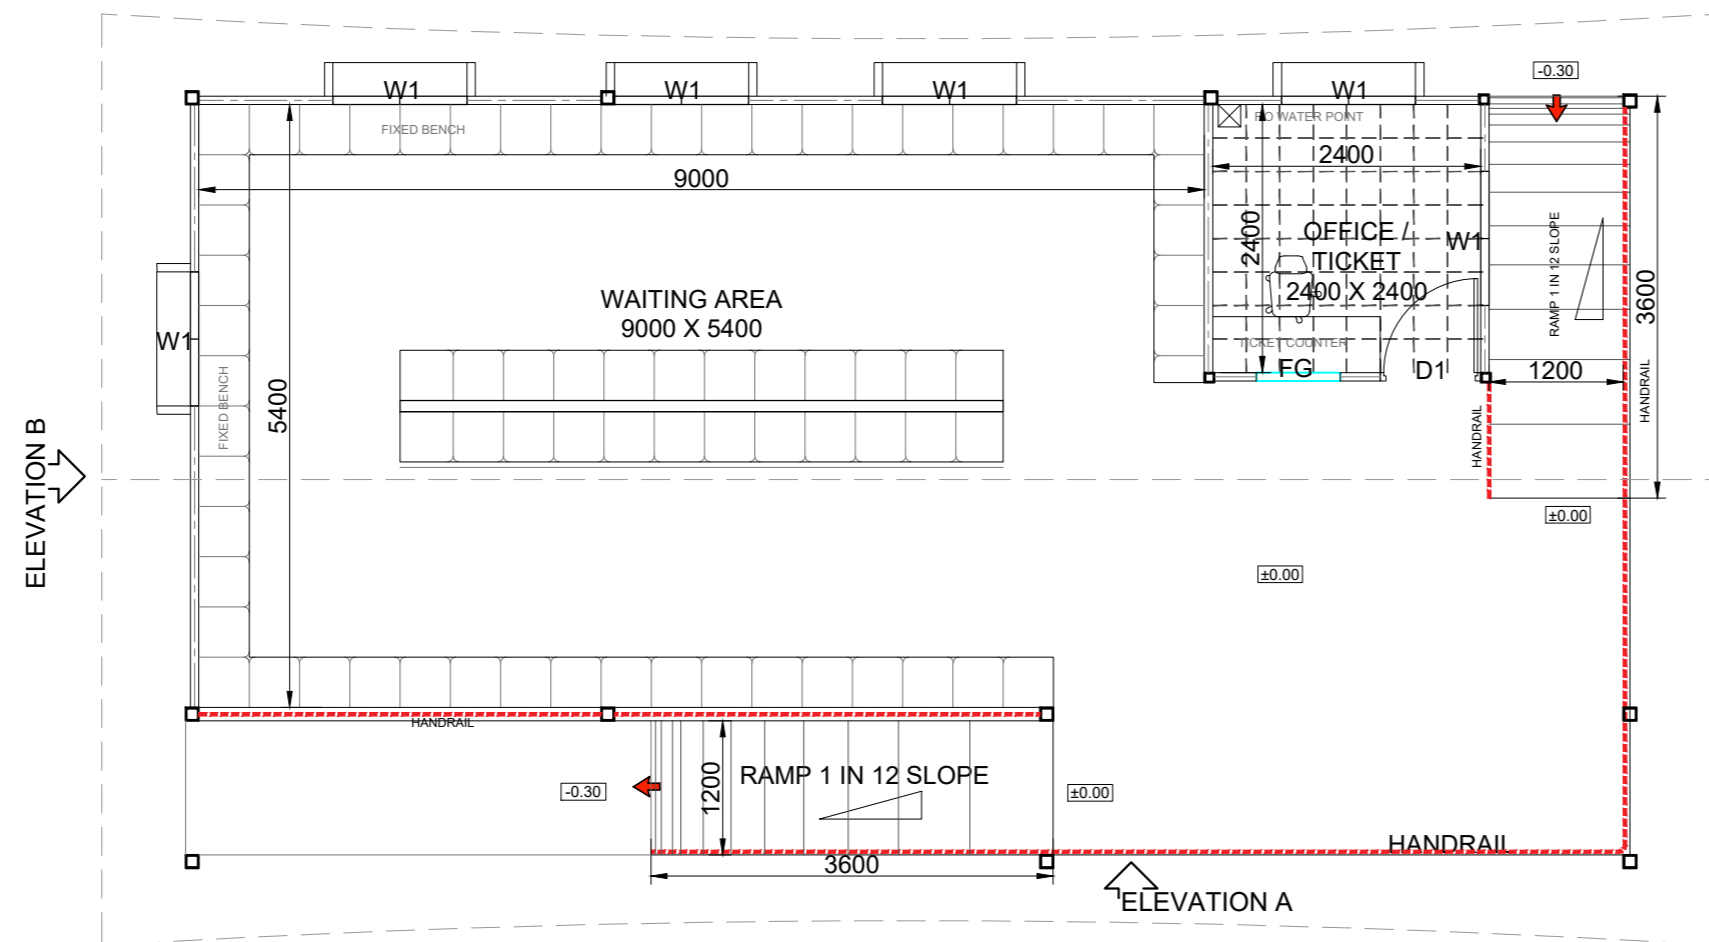 W1
W1
W1
W1
-0.30
FIXED BENCH
RO WATER POINT
2400
9000
2400
OFFICE /
TICKET
2400 X 2400
W1
RAMP 1 IN 12 SLOPE
3600
WAITING AREA
9000 X 5400
W1
TICKET COUNTER
FG
D1
1200
HANDRAIL
HANDRAIL
FIXED BENCH
5400
ELEVATION B
±0.00
±0.00
HANDRAIL
-0.30
1200
RAMP 1 IN 12 SLOPE
±0.00
3600
HANDRAIL
ELEVATION A